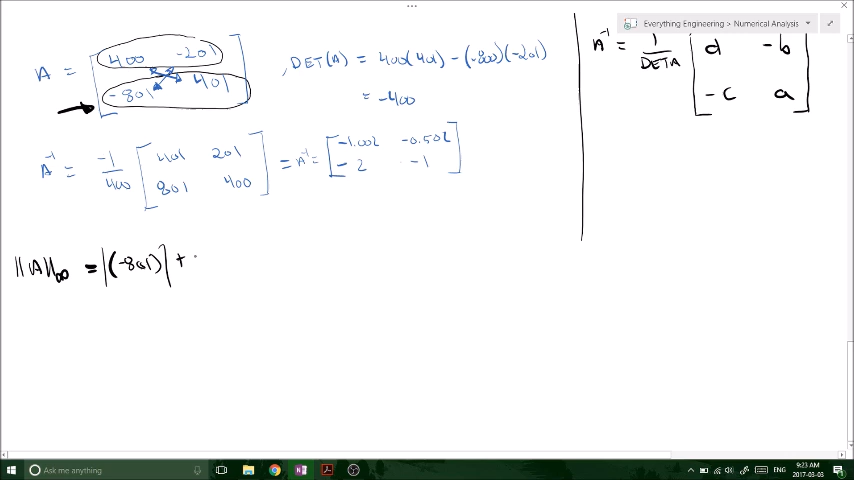 Everything Engineering > Numerical Analysis
A = [400 -201
-801 401]
, DET(A) = 400(401) - (-800)(-201)
= -400
A⁻¹ = 1/DETA [d -b
-c a]
A⁻¹ = -1/400 [401 201
801 400] = A⁻¹ = [-1.002 -0.502
-2 -1]
||A||∞ = |(-801)| +
Ask me anything
ENG
9:23 AM
2017-03-03